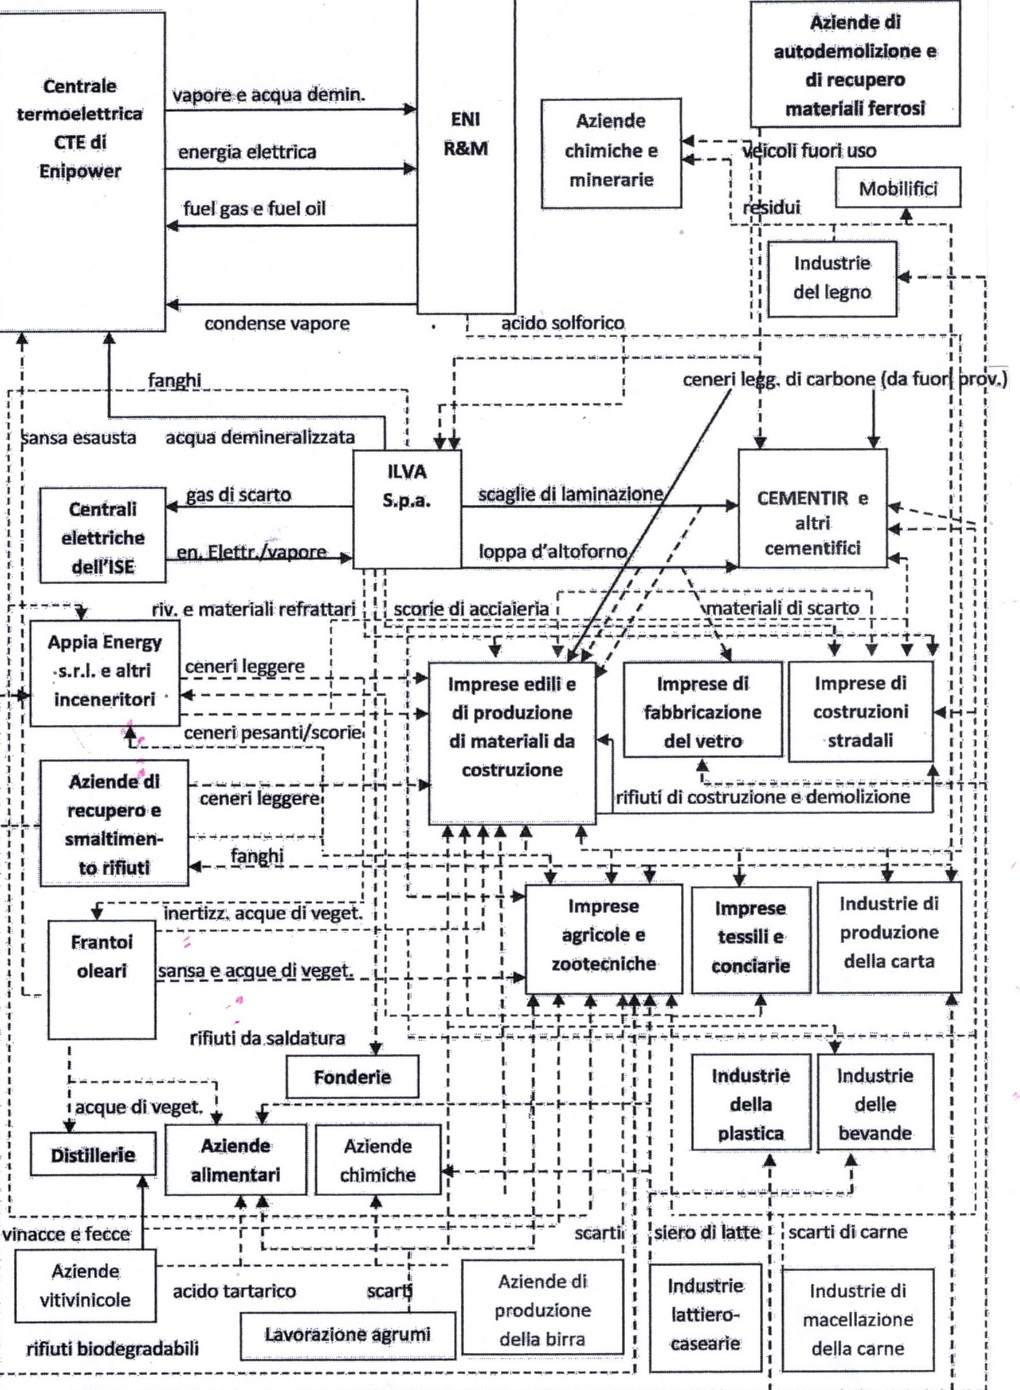 Aziende di
autodemolizione e
di recupero
materiali ferrosi
Centrale
termoelettrica
CTE di
Enipower
vapore e acqua demin.
energia elettrica
fuel gas e fuel oil
condense vapore
ENI
R&M
Aziende
chimiche e
minerarie
veicoli fuori uso
Mobilifici
residui
Industrie
del legno
acido solforico
fanghi
ceneri legg. di carbone (da fuori prov.)
sansa esausta
acqua demineralizzata
ILVA
S.p.a.
gas di scarto
scaglie di laminazione
Centrali
elettriche
dell'ISE
CEMENTIR e
altri
cementifici
en. Elettr./vapore
loppa d'altoforno
riv. e materiali refrattari
scorie di acciaieria
materiali di scarto
Appia Energy
s.r.l. e altri
inceneritori
ceneri leggere
ceneri pesanti/scorie
Imprese edili e
di produzione
di materiali da
costruzione
Imprese di
fabbricazione
del vetro
Imprese di
costruzioni
stradali
Aziende di
recupero e
smaltimen-
to rifiuti
ceneri leggere
rifiuti di costruzione e demolizione
fanghi
inertizz. acque di veget.
Frantoi
oleari
sansa e acque di veget.
Imprese
agricole e
zootecniche
Imprese
tessili e
conciarie
Industrie di
produzione
della carta
rifiuti da saldatura
Fonderie
Industrie
della
plastica
Industrie
delle
bevande
acque di veget.
Distillerie
Aziende
alimentari
Aziende
chimiche
vinacce e fecce
scarti
siero di latte
scarti di carne
Aziende
vitivinicole
acido tartarico
scarti
Lavorazione agrumi
Aziende di
produzione
della birra
Industrie
lattiero-
casearie
Industrie di
macellazione
della carne
rifiuti biodegradabili